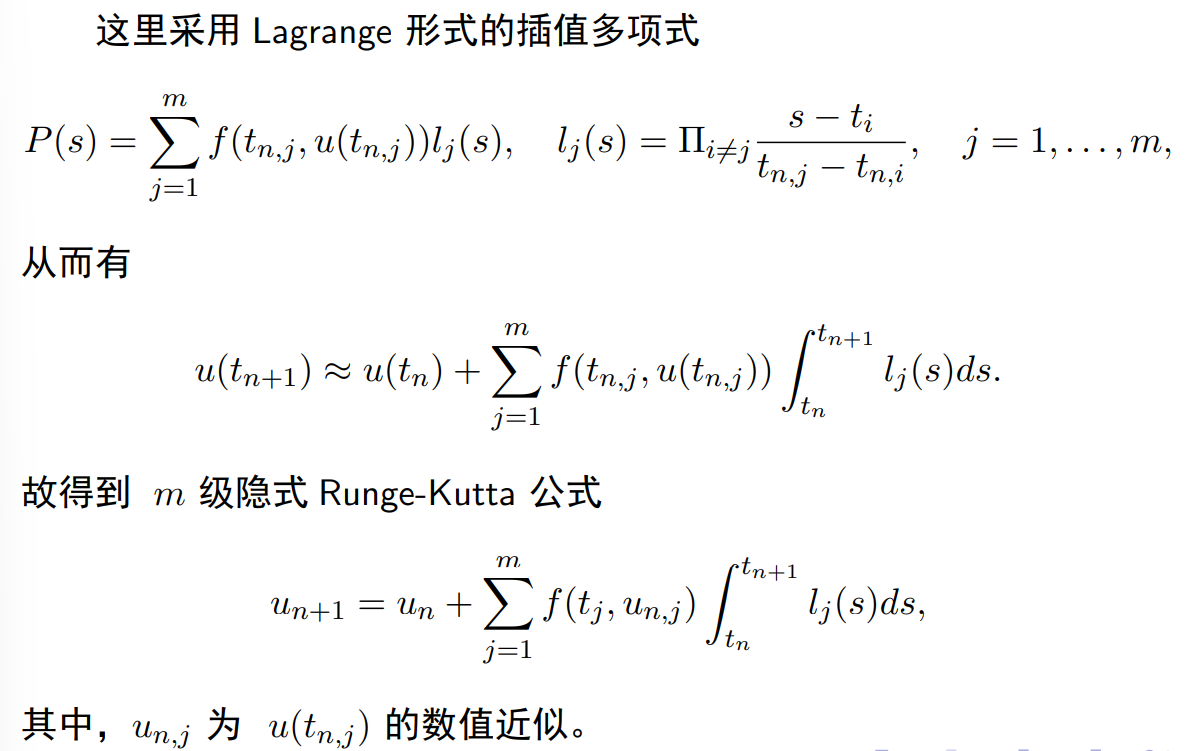 这里采用 Lagrange 形式的插值多项式
P(s) = \sum_{j=1}^{m} f(t_{n,j}, u(t_{n,j})) l_j(s), \quad l_j(s) = \Pi_{i \neq j} \frac{s - t_i}{t_{n,j} - t_{n,i}}, \quad j = 1, \ldots, m,
从而有
u(t_{n+1}) \approx u(t_n) + \sum_{j=1}^{m} f(t_{n,j}, u(t_{n,j})) \int_{t_n}^{t_{n+1}} l_j(s) ds.
故得到 m 级隐式 Runge-Kutta 公式
u_{n+1} = u_n + \sum_{j=1}^{m} f(t_j, u_{n,j}) \int_{t_n}^{t_{n+1}} l_j(s) ds,
其中，u_{n,j} 为 u(t_{n,j}) 的数值近似。